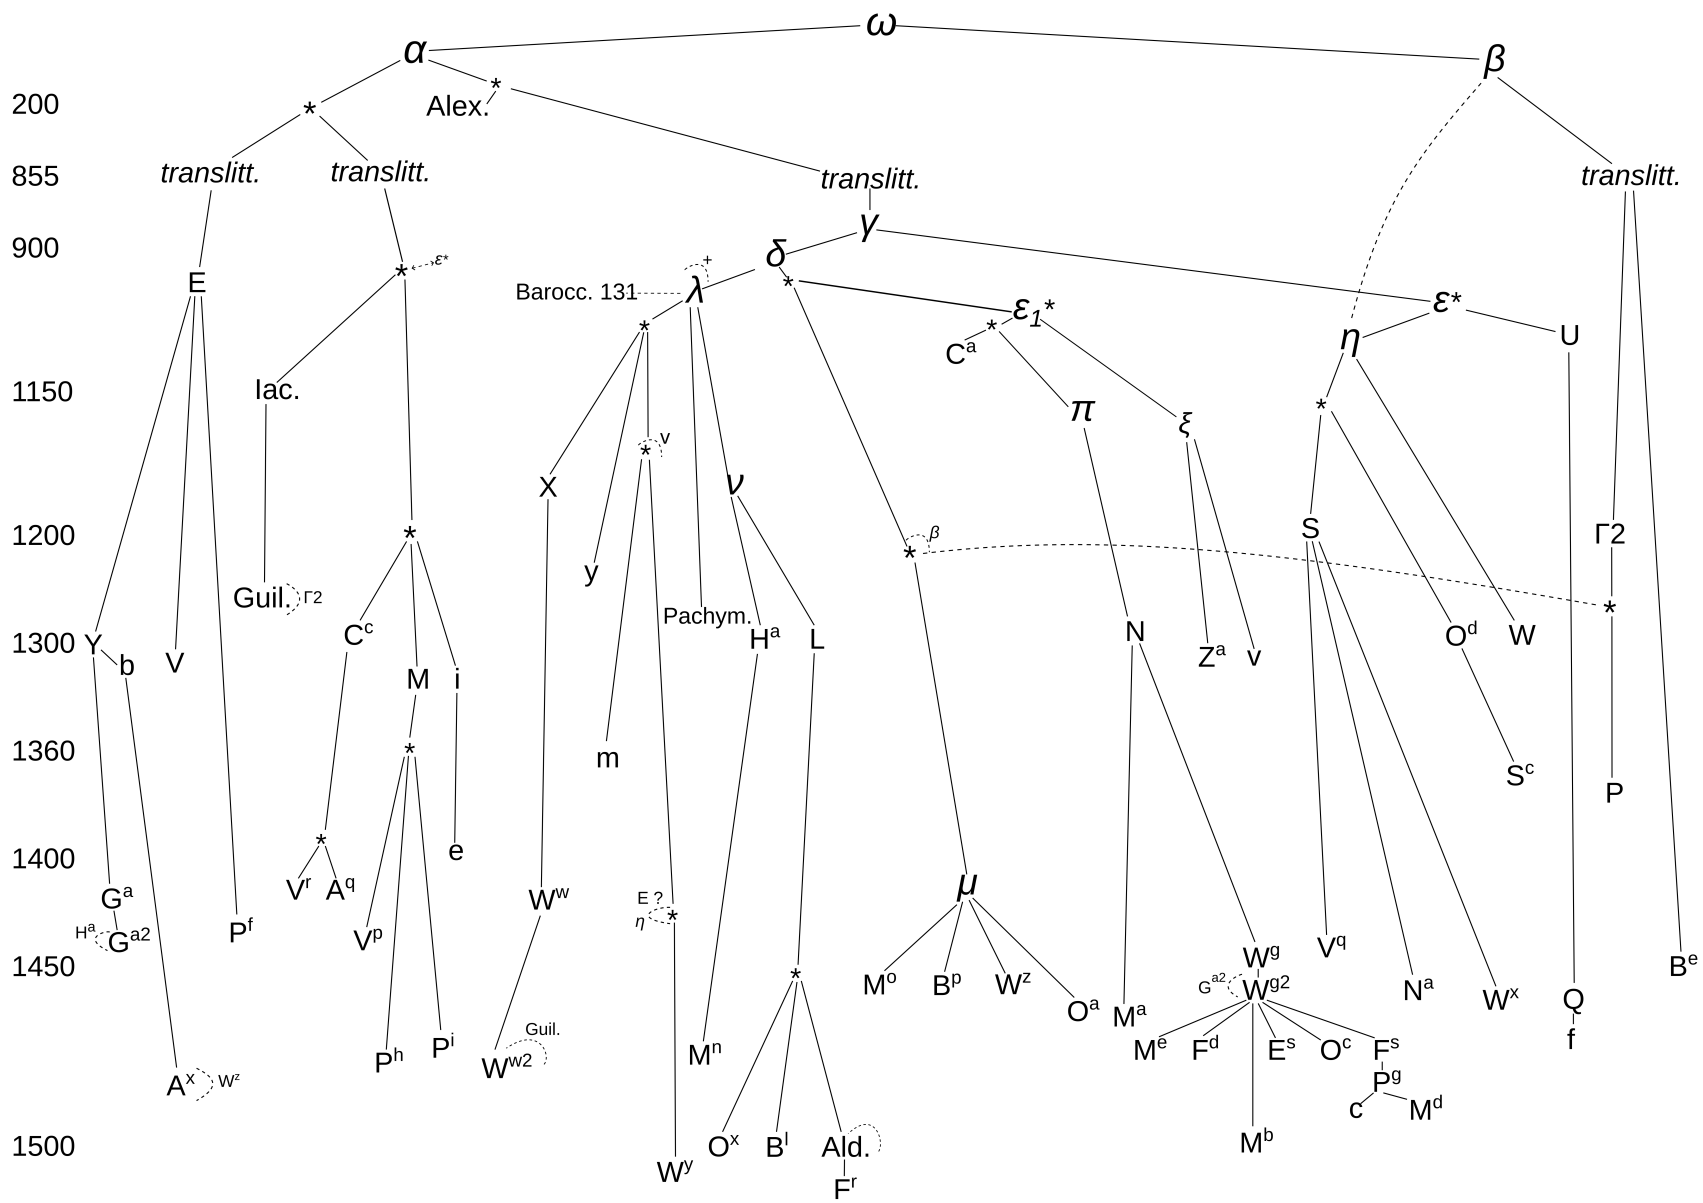 ω
α
β
*
200
*
Alex.
855
translitt.
translitt.
translitt.
translitt.
γ
900
δ
E
*
ε*
Barocc. 131
λ
+
*
*
ε1*
ε*
*
Cᵃ
η
U
1150
Iac.
π
ξ
*
*
v
X
ν
1200
*
*
β
S
Γ2
y
Guil.
Γ2
*
Pachym.
1300
Y
b
V
Cᶜ
M
i
Hᵃ
L
N
Zᵃ
v
Oᵈ
W
1360
*
m
Sᶜ
P
1400
*
e
Vʳ
A^q
Gᵃ
Wʷ
μ
Hᵃ
Gᵃ²
Pᶠ
Vᵖ
E ?
η
*
1450
*
Mᵒ
Bᵖ
Wᶻ
Oᵃ
Mᵃ
Wᵍ
Gᵃ²
Wᵍ²
V^q
Nᵃ
Wˣ
Q
f
Bᵉ
Pʰ
Pⁱ
Wʷ²
Guil.
Mⁿ
Mᵉ
Fᵈ
Eˢ
Oᶜ
Fˢ
Aˣ
Wᶻ
Pᵍ
c
Mᵈ
1500
Wʸ
Oˣ
Bˡ
Ald.
Fʳ
Mᵇ